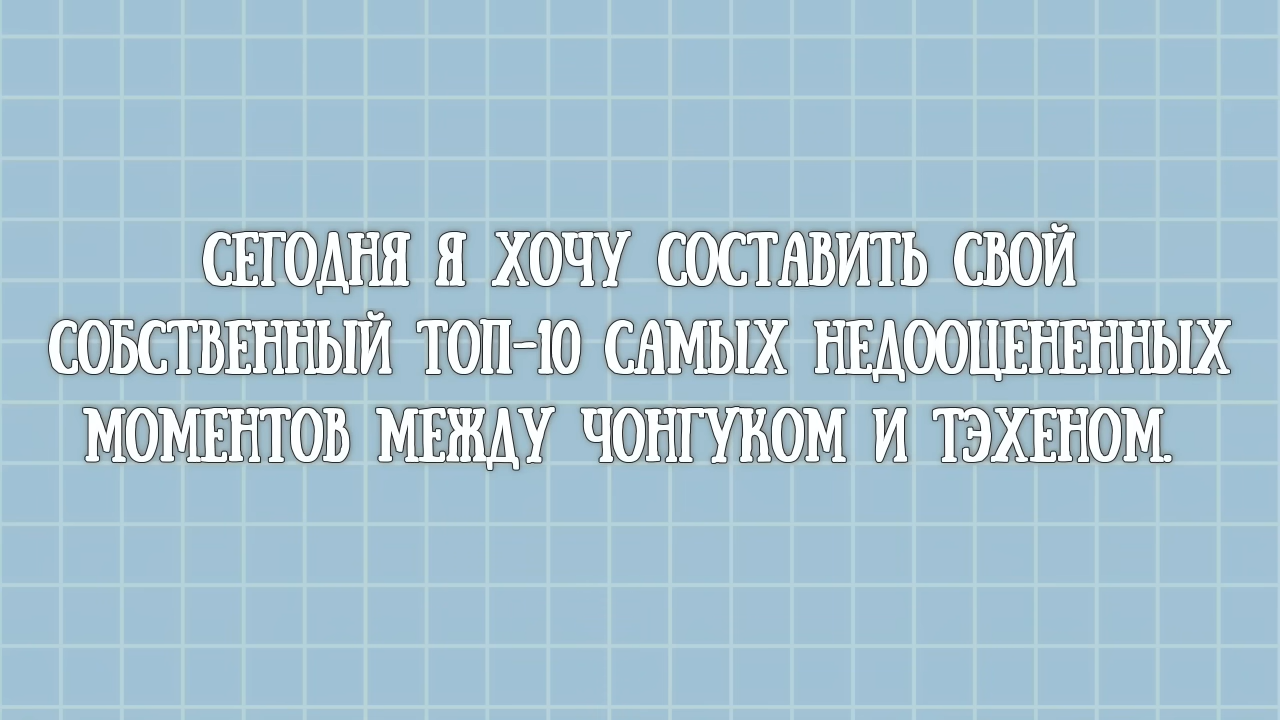 СЕГОДНЯ Я ХОЧУ СОСТАВИТЬ СВОЙ
СОБСТВЕННЫЙ ТОП-10 САМЫХ НЕДООЦЕНЕННЫХ
МОМЕНТОВ МЕЖДУ ЧОНГУКОМ И ТЭХЕНОМ.